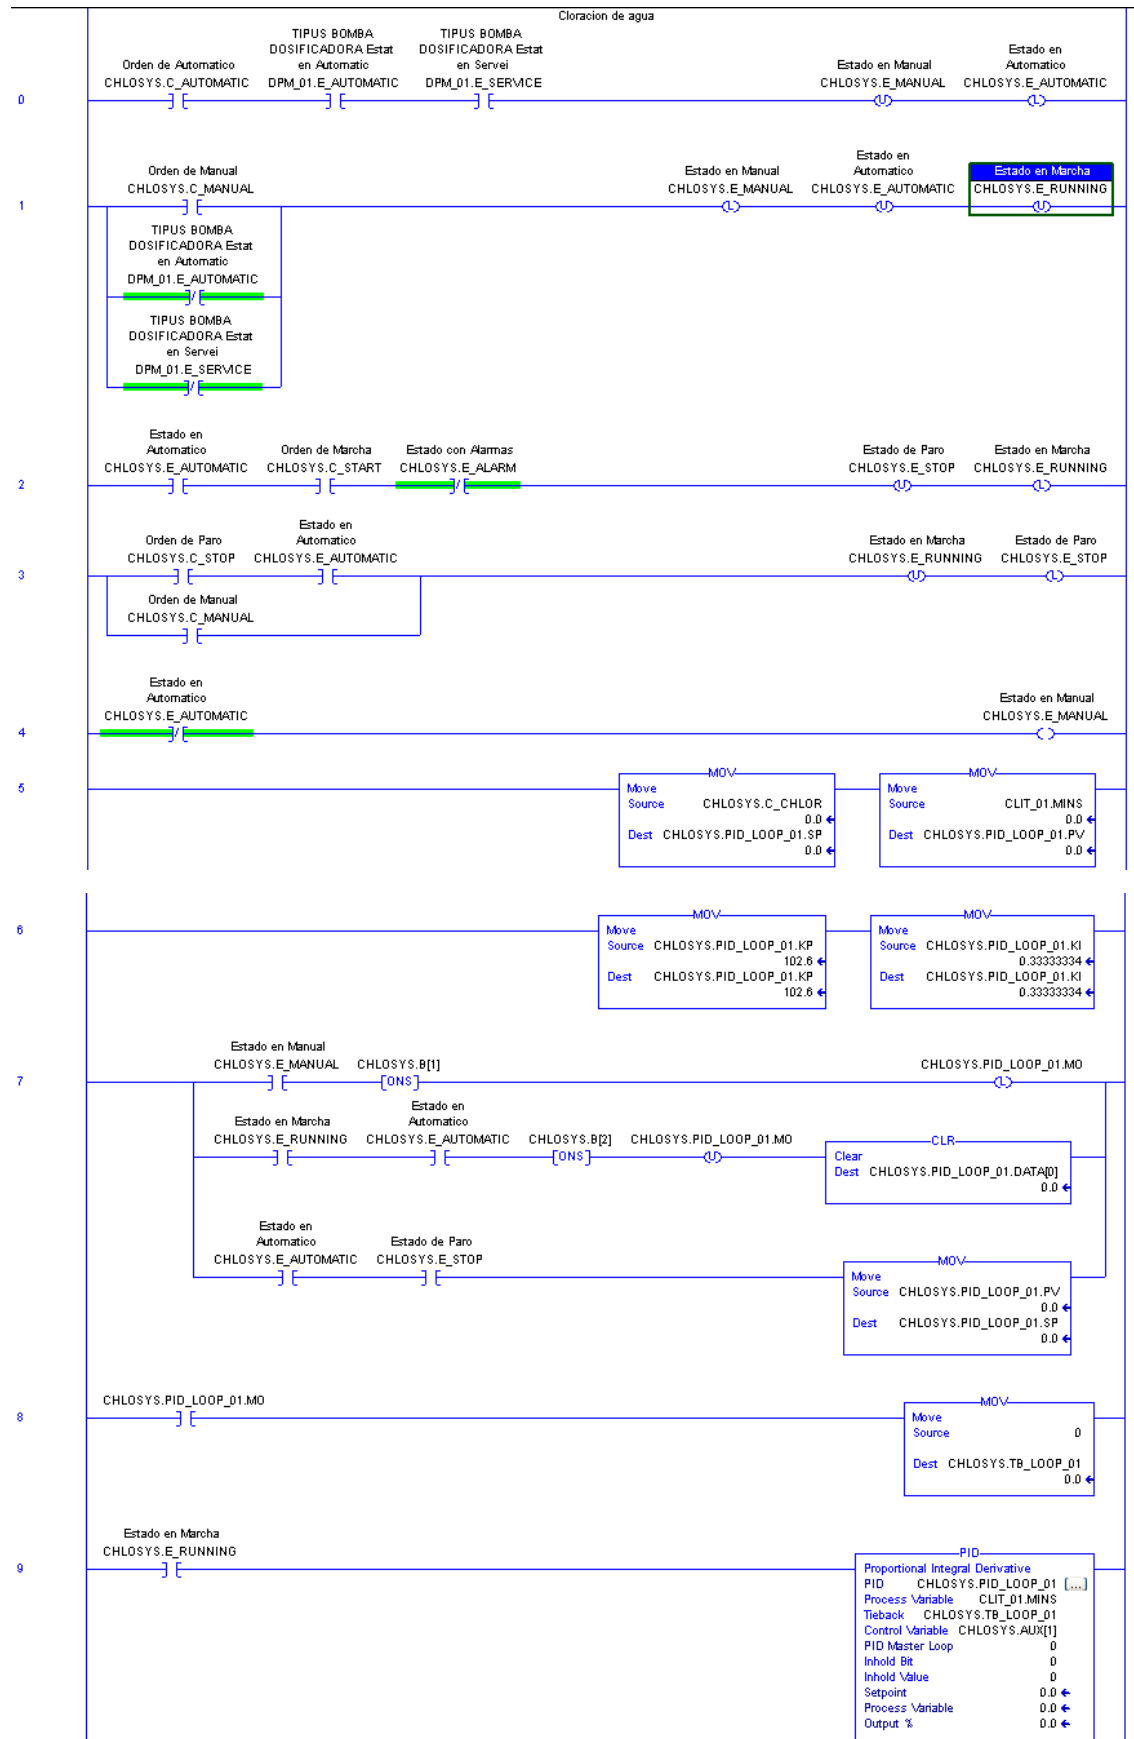 Cloracion de agua
Orden de Automatico
CHLOSYS.C_AUTOMATIC
TIPUS BOMBA
DOSIFICADORA Estat
en Automatic
DPM_01.E_AUTOMATIC
TIPUS BOMBA
DOSIFICADORA Estat
en Servei
DPM_01.E_SERVICE
Estado en Manual
CHLOSYS.E_MANUAL
Estado en
Automatico
CHLOSYS.E_AUTOMATIC
0
U
L
Orden de Manual
CHLOSYS.C_MANUAL
Estado en Manual
CHLOSYS.E_MANUAL
Estado en
Automatico
CHLOSYS.E_AUTOMATIC
Estado en Marcha
CHLOSYS.E_RUNNING
1
L
U
U
TIPUS BOMBA
DOSIFICADORA Estat
en Automatic
DPM_01.E_AUTOMATIC
TIPUS BOMBA
DOSIFICADORA Estat
en Servei
DPM_01.E_SERVICE
Estado en
Automatico
CHLOSYS.E_AUTOMATIC
Orden de Marcha
CHLOSYS.C_START
Estado con Alarmas
CHLOSYS.E_ALARM
Estado de Paro
CHLOSYS.E_STOP
Estado en Marcha
CHLOSYS.E_RUNNING
2
U
L
Orden de Paro
CHLOSYS.C_STOP
Estado en
Automatico
CHLOSYS.E_AUTOMATIC
Estado en Marcha
CHLOSYS.E_RUNNING
Estado de Paro
CHLOSYS.E_STOP
3
U
L
Orden de Manual
CHLOSYS.C_MANUAL
Estado en
Automatico
CHLOSYS.E_AUTOMATIC
Estado en Manual
CHLOSYS.E_MANUAL
4
5
MOV
Move
Source CHLOSYS.C_CHLOR
0.0
Dest CHLOSYS.PID_LOOP_01.SP
0.0
MOV
Move
Source CLIT_01.MINS
0.0
Dest CHLOSYS.PID_LOOP_01.PV
0.0
6
MOV
Move
Source CHLOSYS.PID_LOOP_01.KP
102.6
Dest CHLOSYS.PID_LOOP_01.KP
102.6
MOV
Move
Source CHLOSYS.PID_LOOP_01.KI
0.33333334
Dest CHLOSYS.PID_LOOP_01.KI
0.33333334
Estado en Manual
CHLOSYS.E_MANUAL
CHLOSYS.B[1]
CHLOSYS.PID_LOOP_01.MO
7
ONS
L
Estado en Marcha
CHLOSYS.E_RUNNING
Estado en
Automatico
CHLOSYS.E_AUTOMATIC
CHLOSYS.B[2]
CHLOSYS.PID_LOOP_01.MO
ONS
U
CLR
Clear
Dest CHLOSYS.PID_LOOP_01.DATA[0]
0.0
Estado en
Automatico
CHLOSYS.E_AUTOMATIC
Estado de Paro
CHLOSYS.E_STOP
MOV
Move
Source CHLOSYS.PID_LOOP_01.PV
0.0
Dest CHLOSYS.PID_LOOP_01.SP
0.0
CHLOSYS.PID_LOOP_01.MO
8
MOV
Move
Source 0
Dest CHLOSYS.TB_LOOP_01
0.0
Estado en Marcha
CHLOSYS.E_RUNNING
9
PID
Proportional Integral Derivative
PID CHLOSYS.PID_LOOP_01 ...
Process Variable CLIT_01.MINS
Tieback CHLOSYS.TB_LOOP_01
Control Variable CHLOSYS.AUX[1]
PID Master Loop 0
Inhold Bit 0
Inhold Value 0
Setpoint 0.0
Process Variable 0.0
Output % 0.0